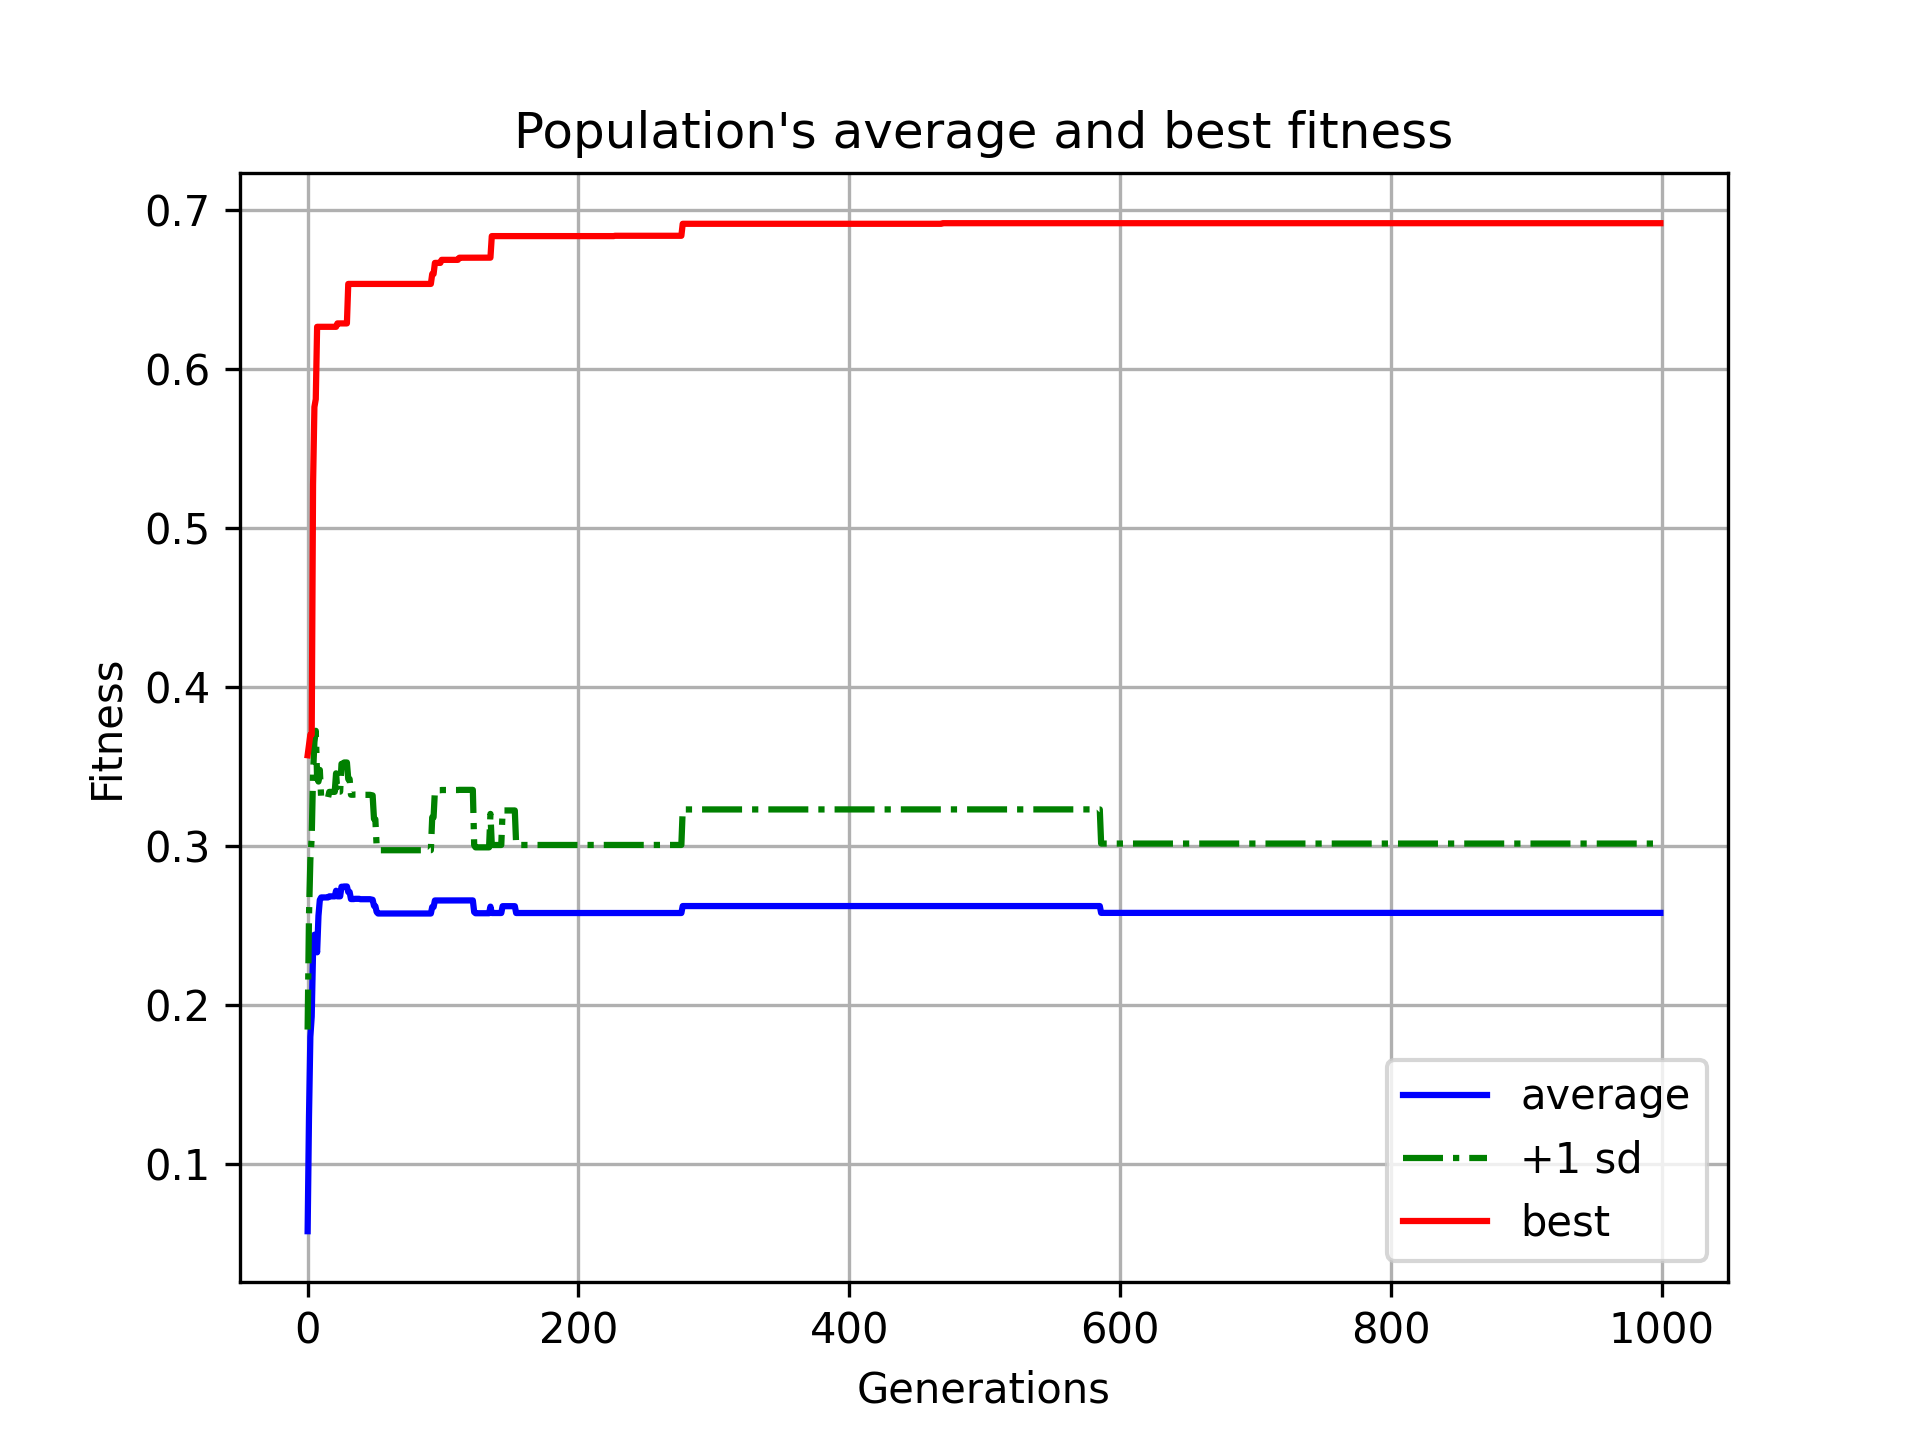 Population's average and best fitness
Fitness
0.7
0.6
0.5
0.4
0.3
0.2
0.1
average
+1 sd
best
0 200 400 600 800 1000
Generations